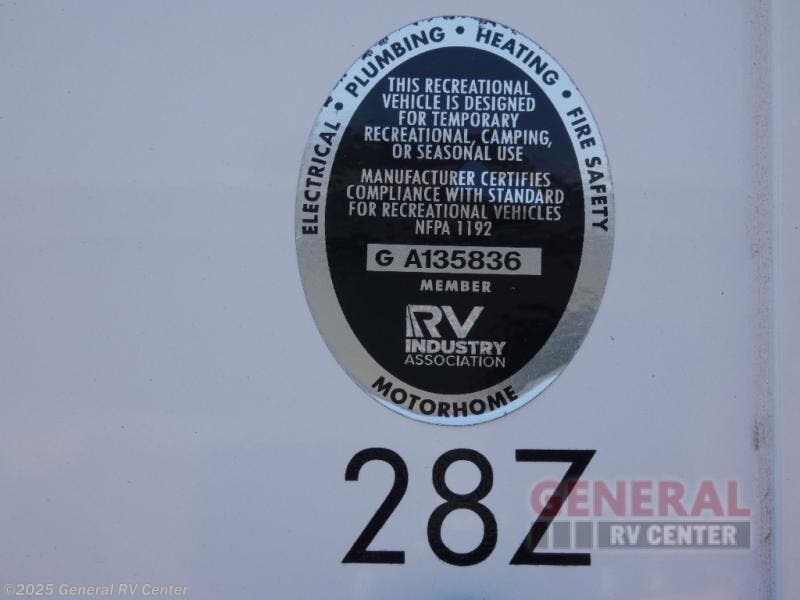 ELECTRICAL • PLUMBING • HEATING • FIRE SAFETY
THIS RECREATIONAL
VEHICLE IS DESIGNED
FOR TEMPORARY
RECREATIONAL, CAMPING,
OR SEASONAL USE
MANUFACTURER CERTIFIES
COMPLIANCE WITH STANDARD
FOR RECREATIONAL VEHICLES
NFPA 1192
G A135836
MEMBER
RV
INDUSTRY
ASSOCIATION
MOTORHOME
28Z
GENERAL
RV CENTER
©2025 General RV Center